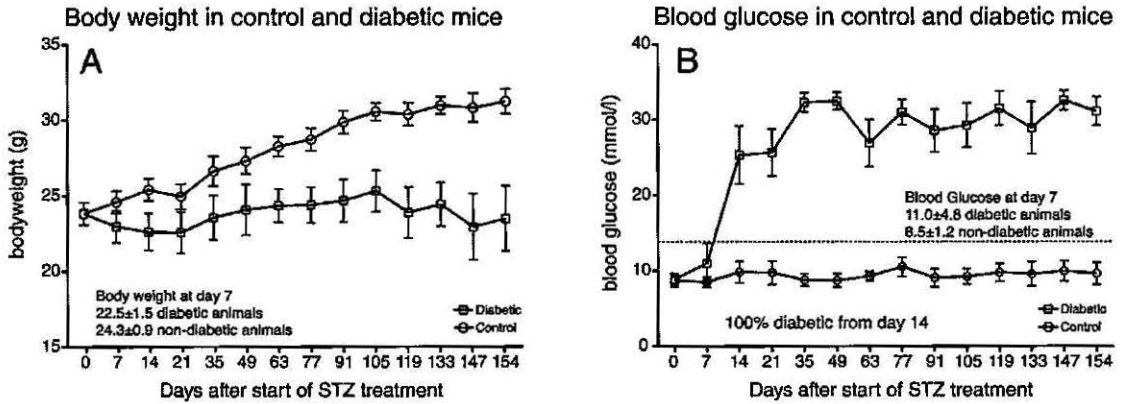 Body weight in control and diabetic mice
A
35
30
25
20
15
bodyweight (g)
Body weight at day 7
22.5±1.5 diabetic animals
24.3±0.9 non-diabetic animals
Diabetic
Control
0 7 14 21 35 49 63 77 91 105 119 133 147 154
Days after start of STZ treatment
Blood glucose in control and diabetic mice
B
40
30
20
10
0
blood glucose (mmol/l)
Blood Glucose at day 7
11.0±4.8 diabetic animals
8.5±1.2 non-diabetic animals
100% diabetic from day 14
Diabetic
Control
0 7 14 21 35 49 63 77 91 105 119 133 147 154
Days after start of STZ treatment